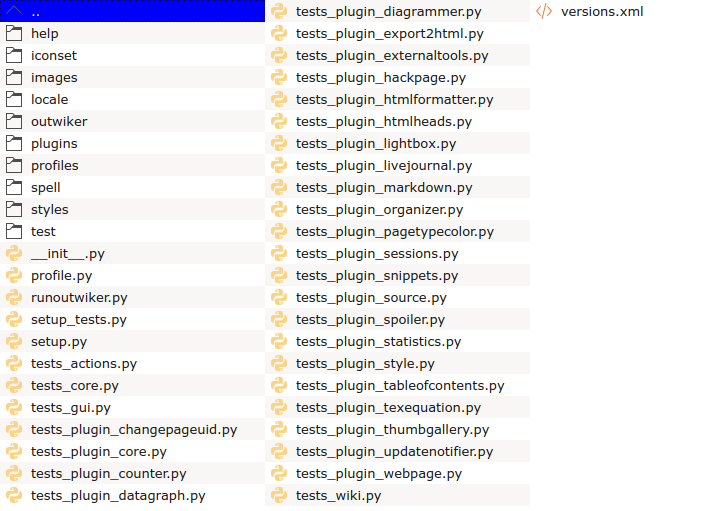 ..
help
iconset
images
locale
outwiker
plugins
profiles
spell
styles
test
__init__.py
profile.py
runoutwiker.py
setup_tests.py
setup.py
tests_actions.py
tests_core.py
tests_gui.py
tests_plugin_changepageuid.py
tests_plugin_core.py
tests_plugin_counter.py
tests_plugin_datagraph.py
tests_plugin_diagrammer.py
tests_plugin_export2html.py
tests_plugin_externaltools.py
tests_plugin_hackpage.py
tests_plugin_htmlformatter.py
tests_plugin_htmlheads.py
tests_plugin_lightbox.py
tests_plugin_livejournal.py
tests_plugin_markdown.py
tests_plugin_organizer.py
tests_plugin_pagetypecolor.py
tests_plugin_sessions.py
tests_plugin_snippets.py
tests_plugin_source.py
tests_plugin_spoiler.py
tests_plugin_statistics.py
tests_plugin_style.py
tests_plugin_tableofcontents.py
tests_plugin_texequation.py
tests_plugin_thumbgallery.py
tests_plugin_updatenotifier.py
tests_plugin_webpage.py
tests_wiki.py
versions.xml